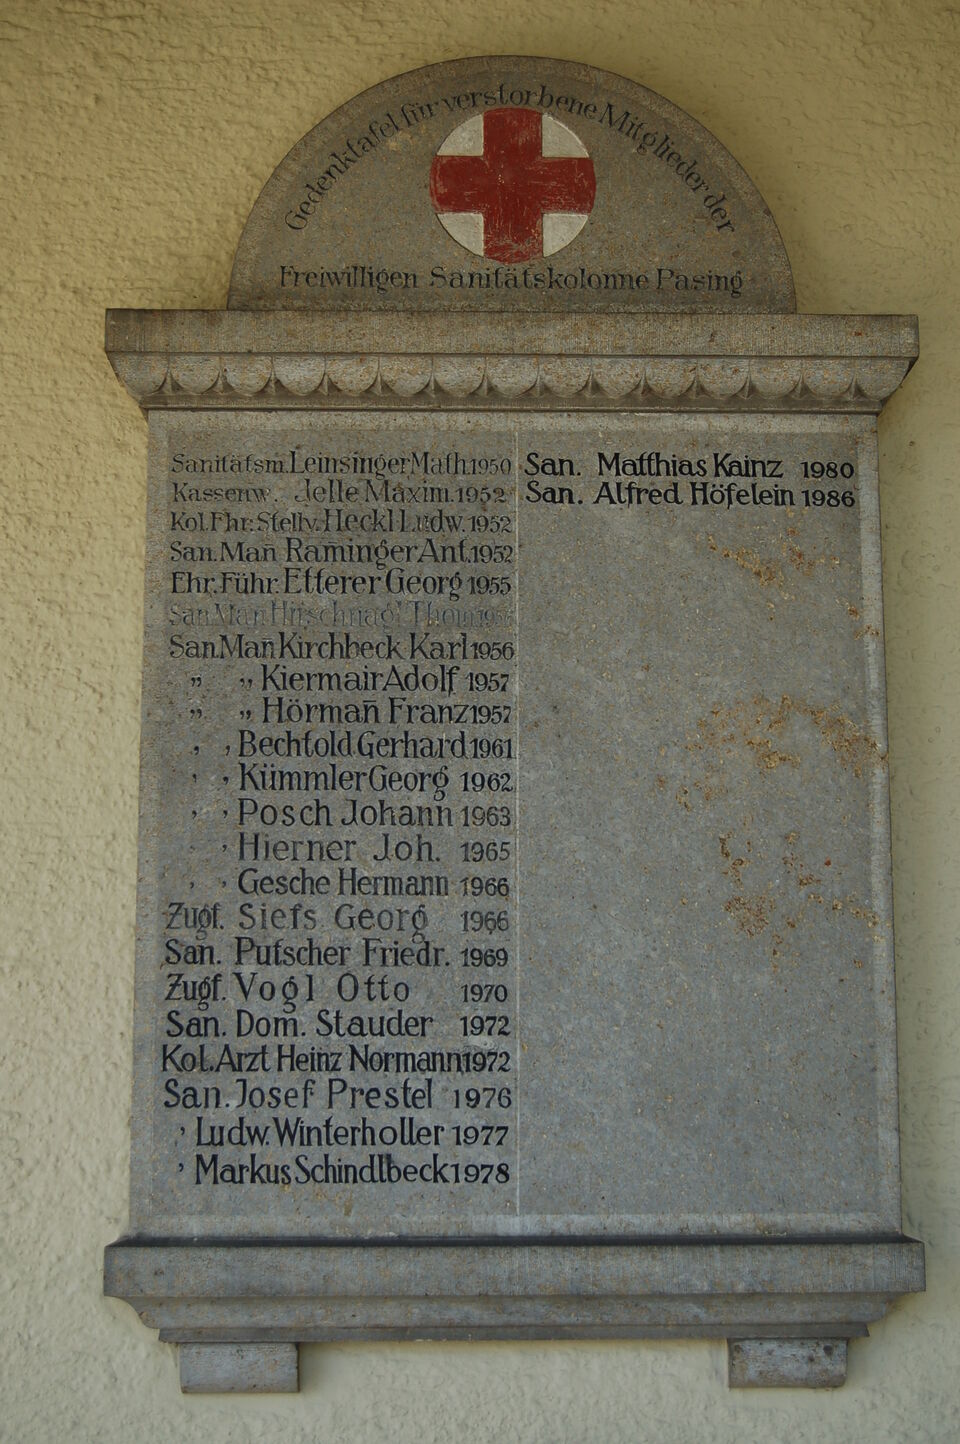 Gedenktafel für verstorbene Mitglieder der
Freiwilligen Sanitätskolonne Pasing
Sanitätsm. Leinsinger Math. 1950
Kassenw. Jelle Maxim. 1952
Kol. Fhr. Stellv. Heckl Ludw. 1952
San. Man̄ Raminger Ant. 1952
Ehr. Führ. Etterer Georg 1955
San. Man̄ Thom.
San. Man̄ Kirchbeck Karl 1956
" " Kiermair Adolf 1957
" " Hörman̄ Franz 1957
, , Bechtold Gerhard 1961
, , Kümmler Georg 1962
, , Posch Johann 1963
, Hierner Joh. 1965
, , Gesche Hermann 1966
Zugf. Siefs Georg 1966
San. Putscher Friedr. 1969
Zugf. Vogl Otto 1970
San. Dom. Stauder 1972
Kol. Arzt Heinz Normann 1972
San. Josef Prestel 1976
, Ludw. Winterholler 1977
, Markus Schindlbeck 1978
San. Matthias Kainz 1980
San. Alfred Höfelein 1986